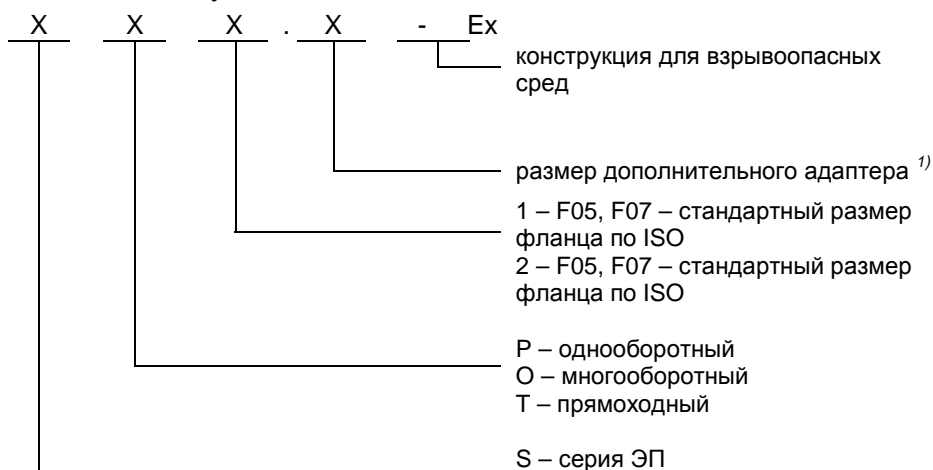 X X X . X - Ex
конструкция для взрывоопасных
сред
размер дополнительного адаптера 1)
1 – F05, F07 – стандартный размер
фланца по ISO
2 – F05, F07 – стандартный размер
фланца по ISO
P – однооборотный
O – многооборотный
T – прямоходный
S – серия ЭП